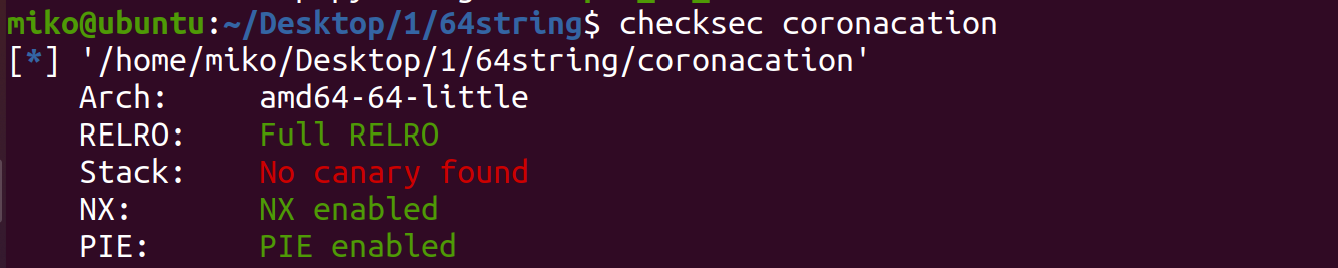 miko@ubuntu:~/Desktop/1/64string$ checksec coronacation
[*] '/home/miko/Desktop/1/64string/coronacation'
    Arch:     amd64-64-little
    RELRO:    Full RELRO
    Stack:    No canary found
    NX:       NX enabled
    PIE:      PIE enabled